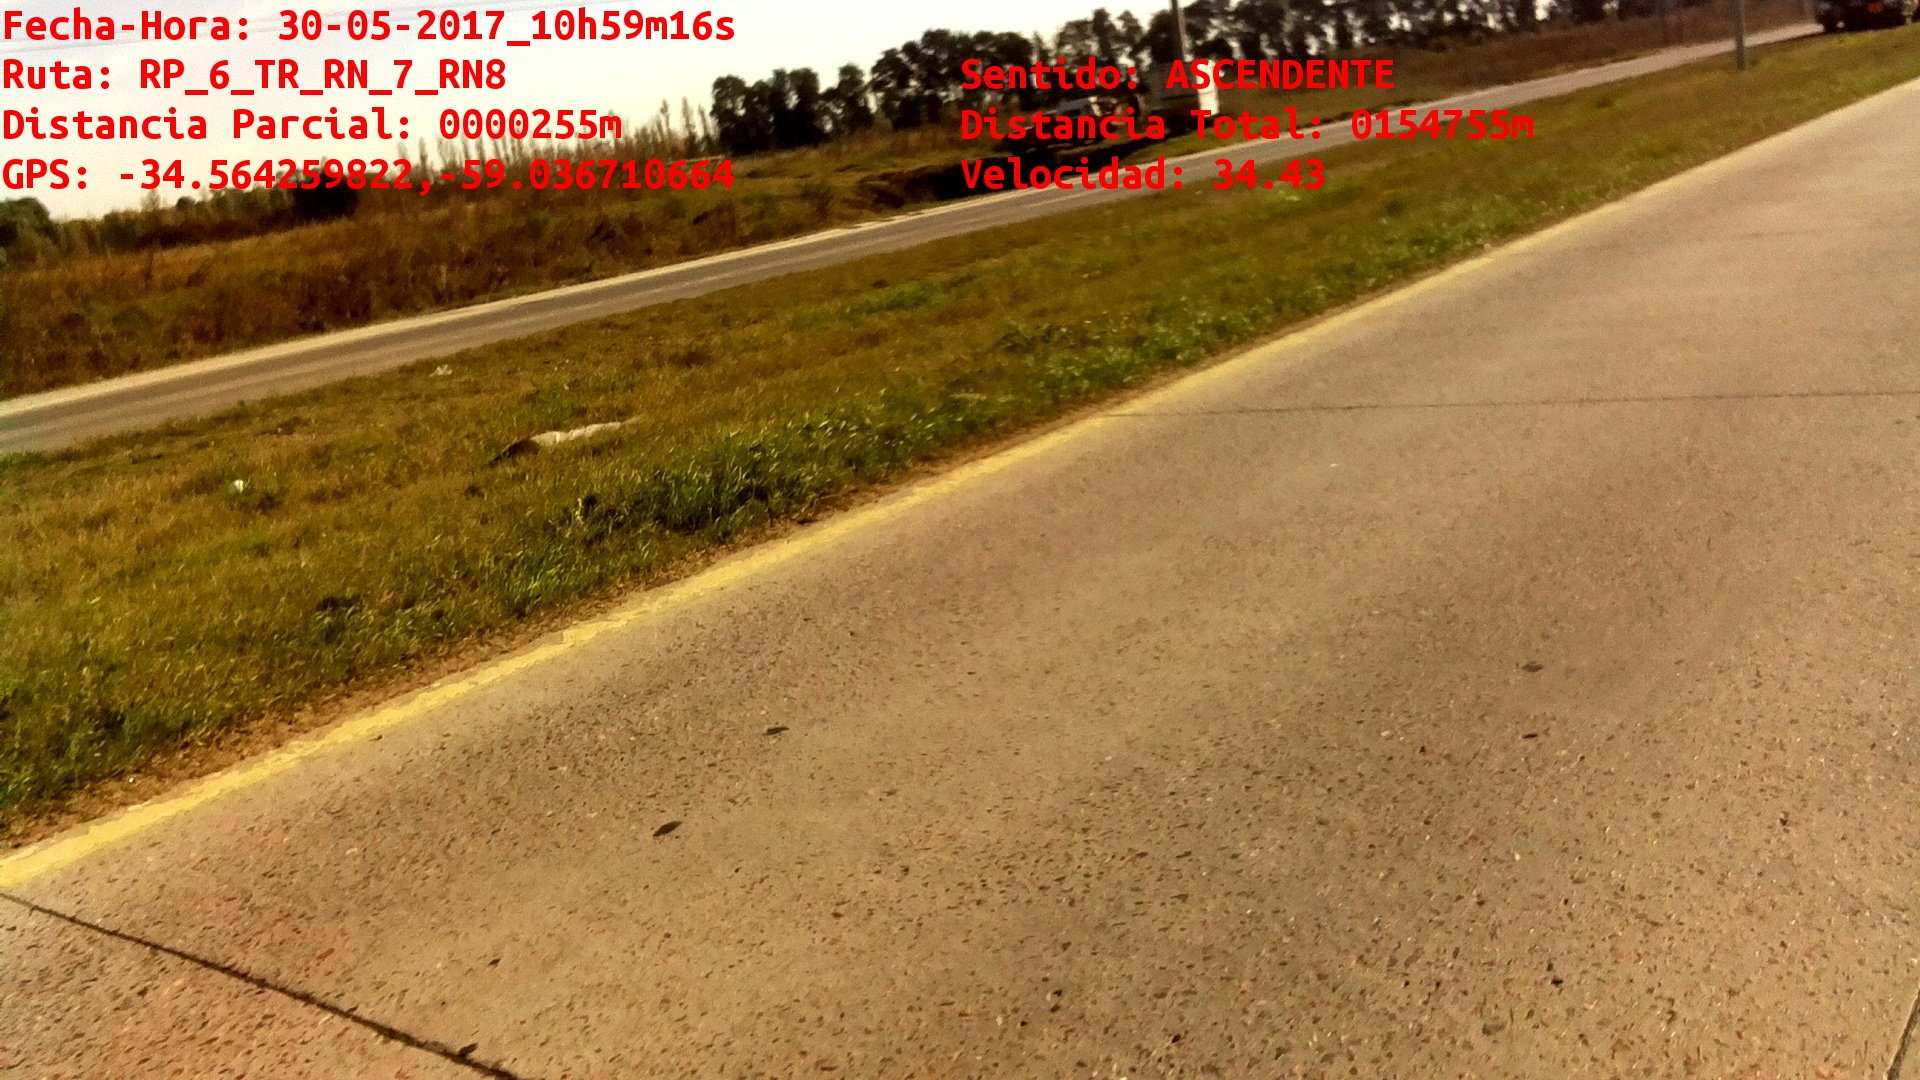 Fecha-Hora: 30-05-2017_10h59m16s
Ruta: RP_6_TR_RN_7_RN8
Sentido: ASCENDENTE
Distancia Parcial: 0000255m
Distancia Total: 0154755m
GPS: -34.564259822,-59.036710664
Velocidad: 34.43